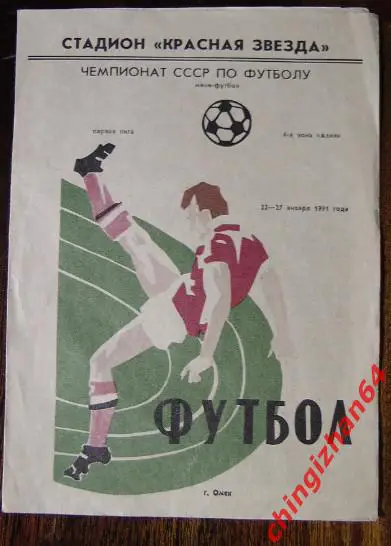 СТАДИОН «КРАСНАЯ ЗВЕЗДА»
ЧЕМПИОНАТ СССР ПО ФУТБОЛУ
мини-футбол
первая лига
4-я зона
22—27 января 1991 года
ФУТБОЛ
г. Омск
chingizhan64